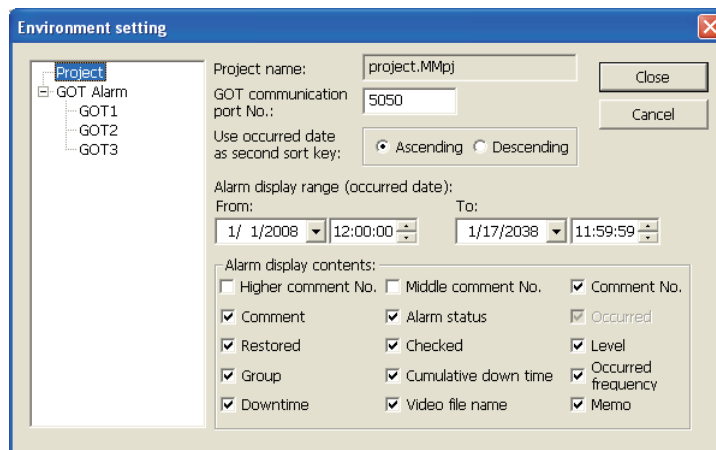 Environment setting
Project
GOT Alarm
GOT1
GOT2
GOT3
Project name:
project.MMpj
GOT communication
port No.:
5050
Use occurred date
as second sort key:
Ascending
Descending
Close
Cancel
Alarm display range (occurred date):
From:
To:
1/ 1/2008
12:00:00
1/17/2038
11:59:59
Alarm display contents:
Higher comment No.
Middle comment No.
Comment No.
Comment
Alarm status
Occurred
Restored
Checked
Level
Group
Cumulative down time
Occurred
frequency
Downtime
Video file name
Memo